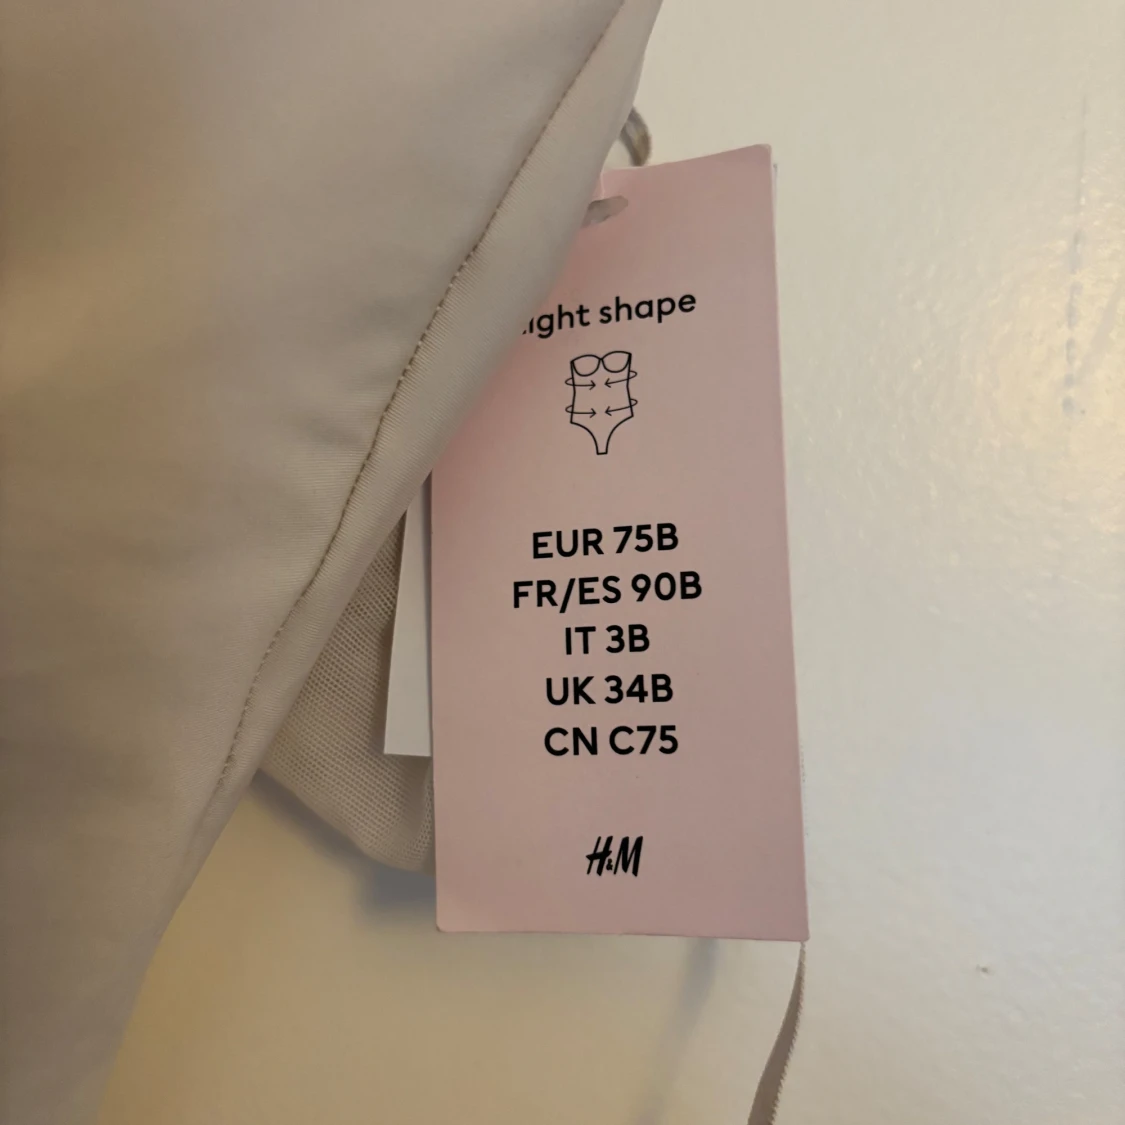 shape
EUR 75B
FR/ES 90B
IT 3B
UK 34B
CN C75
H&M